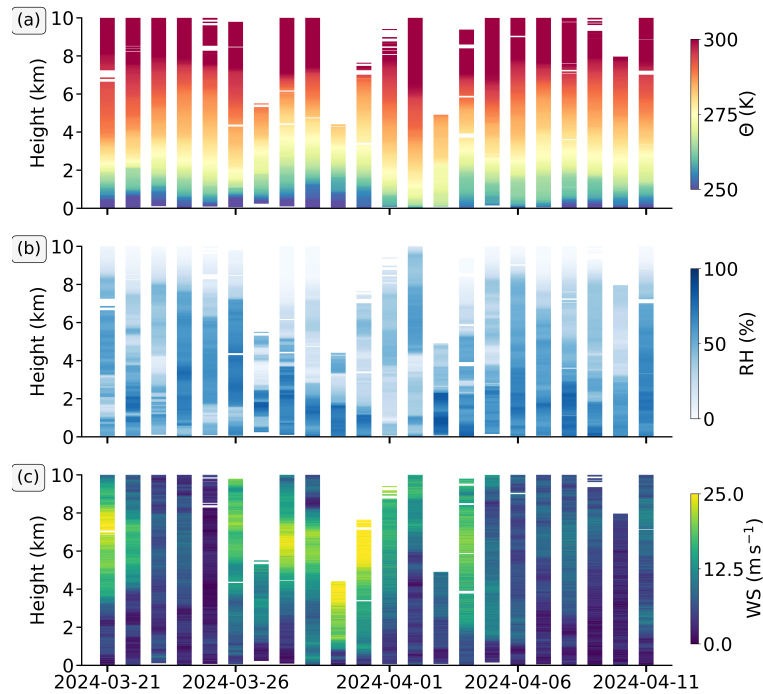 (a)
Height (km)
10
8
6
4
2
0
300
275
250
Θ (K)
(b)
Height (km)
10
8
6
4
2
0
100
50
0
RH (%)
(c)
Height (km)
10
8
6
4
2
0
25.0
12.5
0.0
WS (m s⁻¹)
2024-03-21 2024-03-26 2024-04-01 2024-04-06 2024-04-11